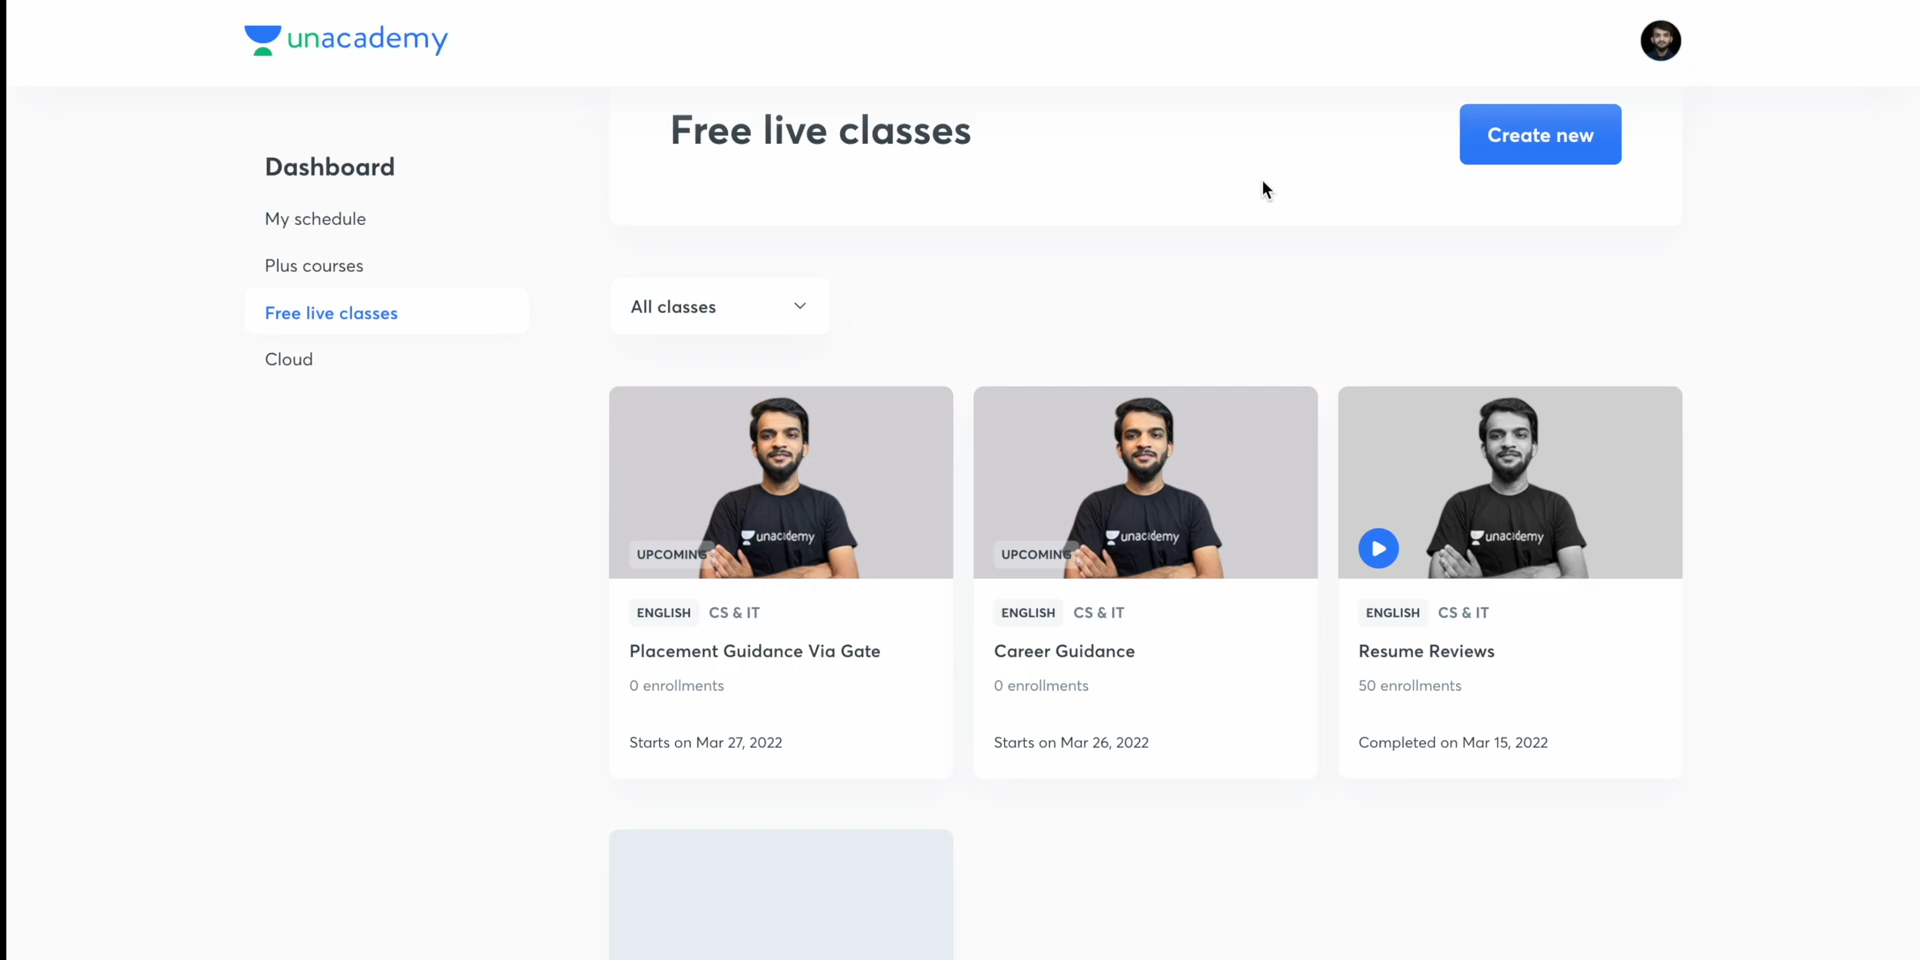 unacademy
Free live classes
Create new
Dashboard
My schedule
Plus courses
Free live classes
Cloud
All classes
unacademy
UPCOMING
ENGLISH CS & IT
Placement Guidance Via Gate
0 enrollments
Starts on Mar 27, 2022
unacademy
UPCOMING
ENGLISH CS & IT
Career Guidance
0 enrollments
Starts on Mar 26, 2022
unacademy
ENGLISH CS & IT
Resume Reviews
50 enrollments
Completed on Mar 15, 2022